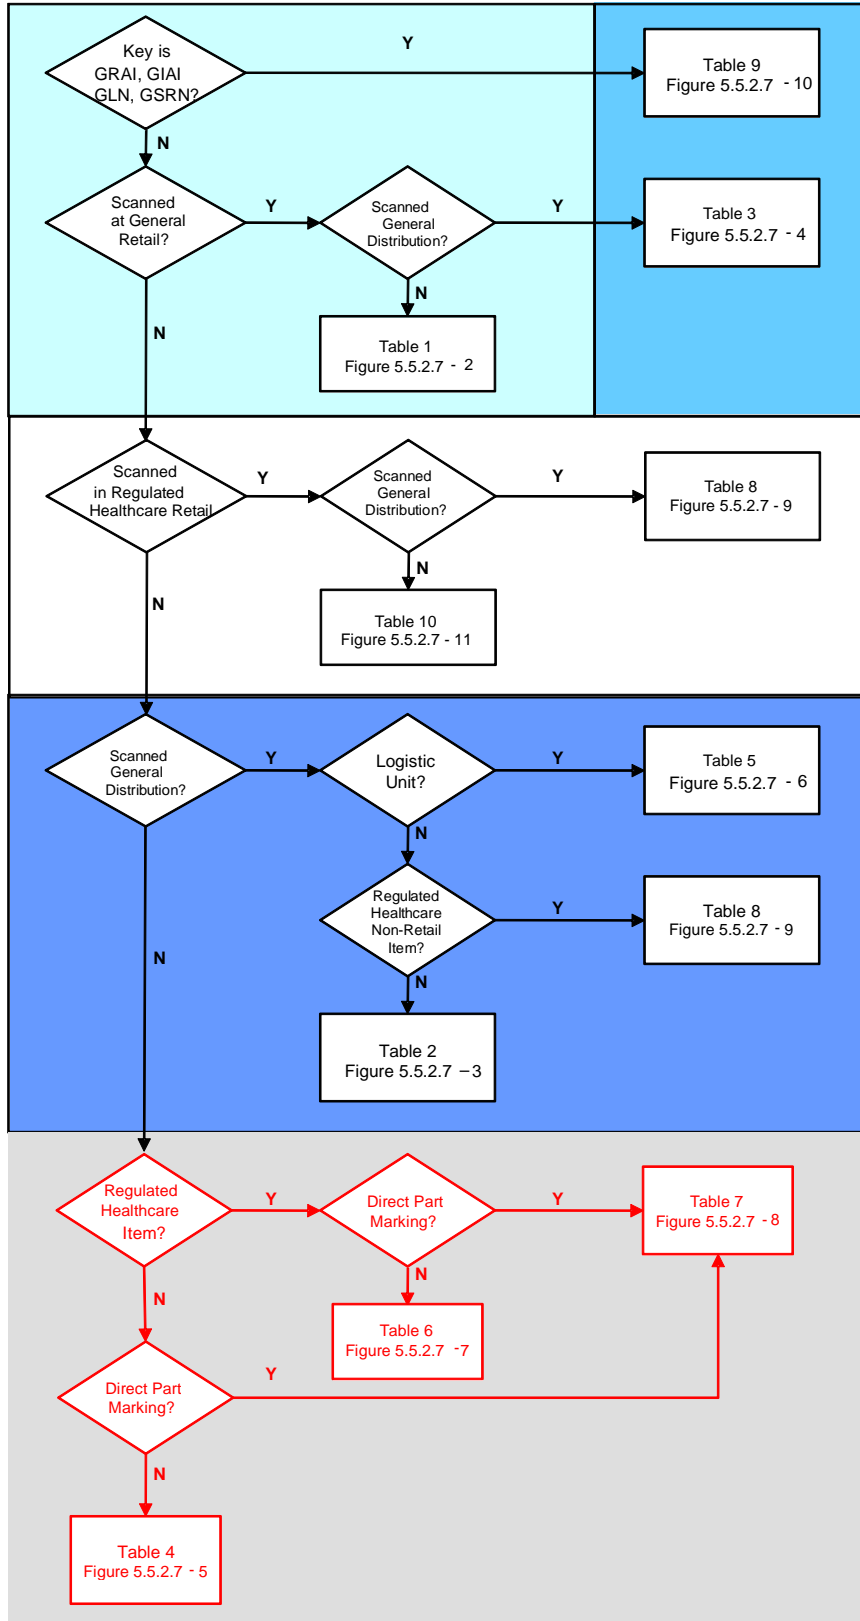 Key is
GRAI, GIAI
GLN, GSRN?
Y
Table 9
Figure 5.5.2.7 - 10
N
Scanned
at General
Retail?
Y
Scanned
General
Distribution?
Y
Table 3
Figure 5.5.2.7 - 4
N
N
Table 1
Figure 5.5.2.7 - 2
Scanned
in Regulated
Healthcare Retail
Y
Scanned
General
Distribution?
Y
Table 8
Figure 5.5.2.7 - 9
N
N
Table 10
Figure 5.5.2.7 - 11
Scanned
General
Distribution?
Y
Logistic
Unit?
Y
Table 5
Figure 5.5.2.7 - 6
N
Regulated
Healthcare
Non-Retail
Item?
Y
Table 8
Figure 5.5.2.7 - 9
N
N
Table 2
Figure 5.5.2.7 – 3
Regulated
Healthcare
Item?
Y
Direct Part
Marking?
Y
Table 7
Figure 5.5.2.7 - 8
N
N
Table 6
Figure 5.5.2.7 -7
Direct Part
Marking?
Y
N
Table 4
Figure 5.5.2.7 - 5